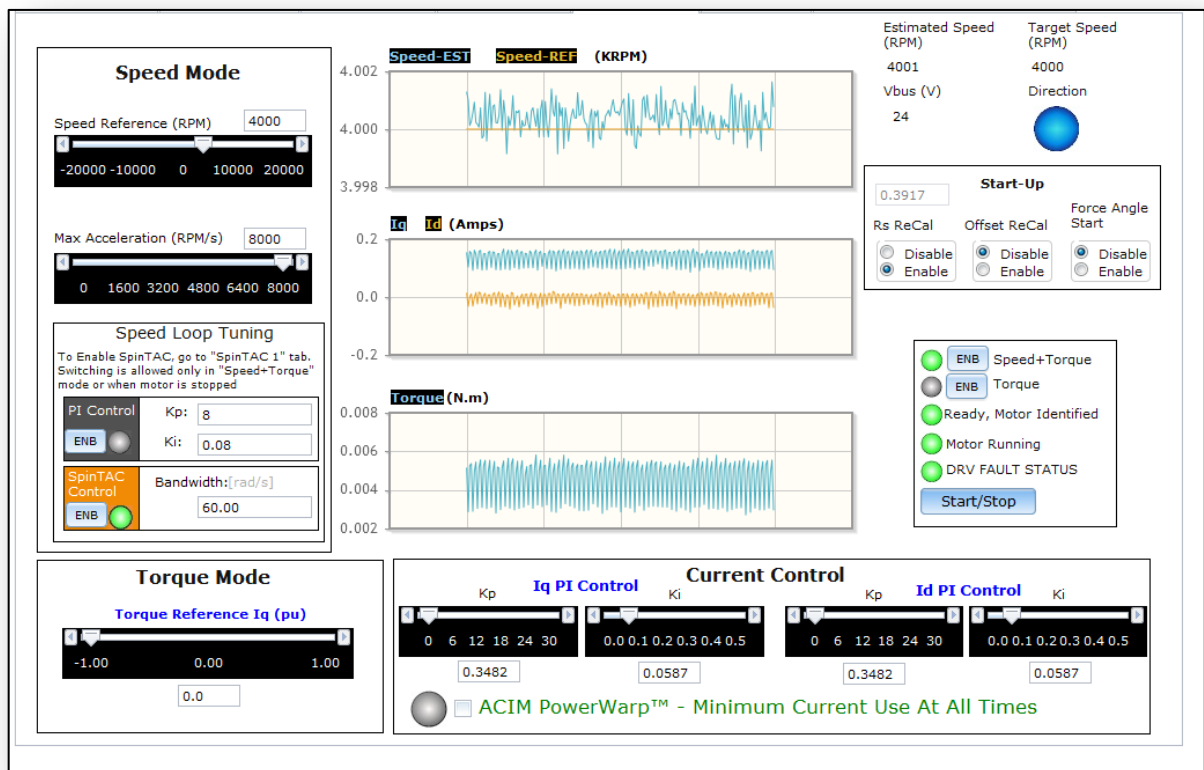 Speed Mode
Speed Reference (RPM) 4000
-20000 -10000 0 10000 20000
Max Acceleration (RPM/s) 8000
0 1600 3200 4800 6400 8000
Speed Loop Tuning
To Enable SpinTAC, go to "SpinTAC 1" tab.
Switching is allowed only in "Speed+Torque"
mode or when motor is stopped
PI Control
ENB
Kp: 8
Ki: 0.08
SpinTAC
Control
ENB
Bandwidth:[rad/s]
60.00
Speed-EST Speed-REF (KRPM)
4.002
4.000
3.998
Iq Id (Amps)
0.2
0.0
-0.2
Torque (N.m)
0.008
0.006
0.004
0.002
Estimated Speed
(RPM)
4001
Target Speed
(RPM)
4000
Vbus (V)
24
Direction
Start-Up
0.3917
Rs ReCal
Disable
Enable
Offset ReCal
Disable
Enable
Force Angle
Start
Disable
Enable
ENB Speed+Torque
ENB Torque
Ready, Motor Identified
Motor Running
DRV FAULT STATUS
Start/Stop
Torque Mode
Torque Reference Iq (pu)
-1.00 0.00 1.00
0.0
Current Control
Iq PI Control
Kp
0 6 12 18 24 30
0.3482
Ki
0.0 0.1 0.2 0.3 0.4 0.5
0.0587
Id PI Control
Kp
0 6 12 18 24 30
0.3482
Ki
0.0 0.1 0.2 0.3 0.4 0.5
0.0587
ACIM PowerWarp™ - Minimum Current Use At All Times